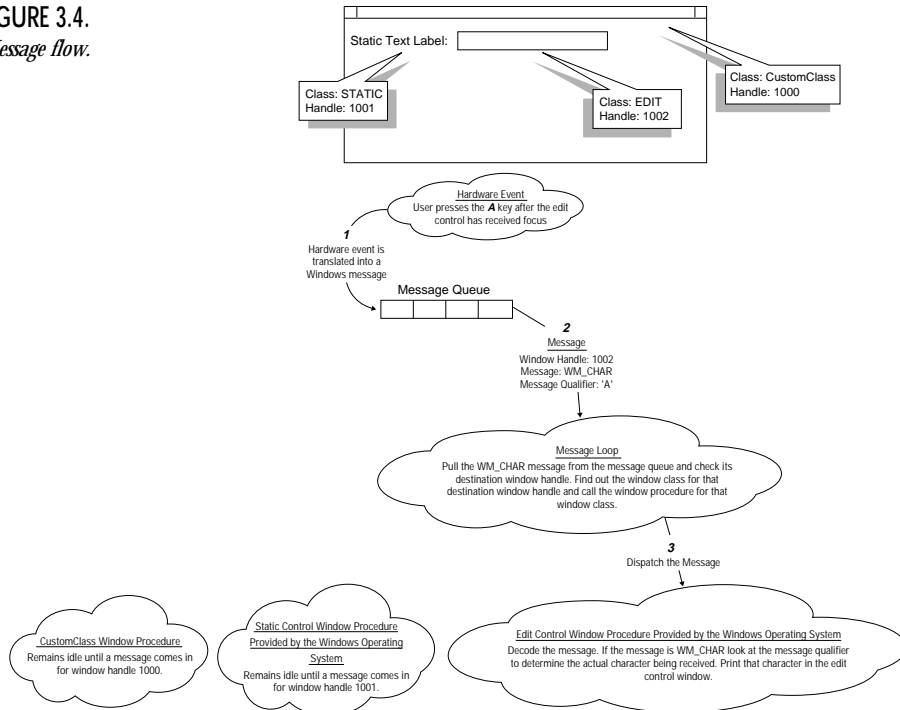 GURE 3.4.
essage flow.
Static Text Label:
Class: STATIC
Handle: 1001
Class: EDIT
Handle: 1002
Class: CustomClass
Handle: 1000
Hardware Event
User presses the A key after the edit
control has received focus
1
Hardware event is
translated into a
Windows message
Message Queue
2
Message
Window Handle: 1002
Message: WM_CHAR
Message Qualifier: 'A'
Message Loop
Pull the WM_CHAR message from the message queue and check its
destination window handle. Find out the window class for that
destination window handle and call the window procedure for that
window class.
3
Dispatch the Message
CustomClass Window Procedure
Remains idle until a message comes in
for window handle 1000.
Static Control Window Procedure
Provided by the Windows Operating
System
Remains idle until a message comes in
for window handle 1001.
Edit Control Window Procedure Provided by the Windows Operating System
Decode the message. If the message is WM_CHAR look at the message qualifier
to determine the actual character being received. Print that character in the edit
control window.